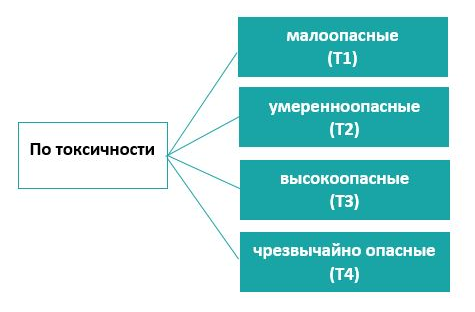 По токсичности
малоопасные
(Т1)
умеренноопасные
(Т2)
высокоопасные
(Т3)
чрезвычайно опасные
(Т4)